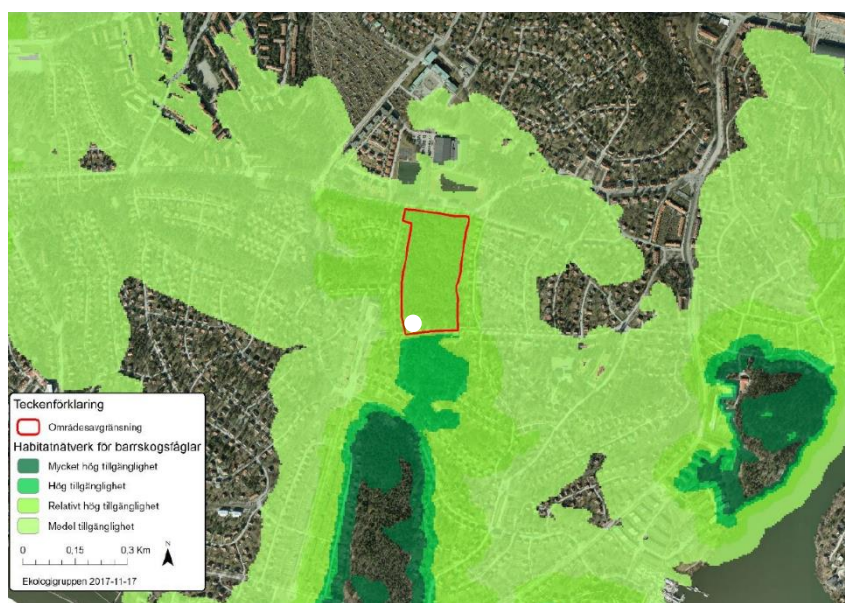 Teckenförklaring
Områdesavgränsning
Habitatnätverk för barrskogsfåglar
Mycket hög tillgänglighet
Hög tillgänglighet
Relativt hög tillgänglighet
Medel tillgänglighet
0 0,15 0,3 Km
N
Ekologigruppen 2017-11-17